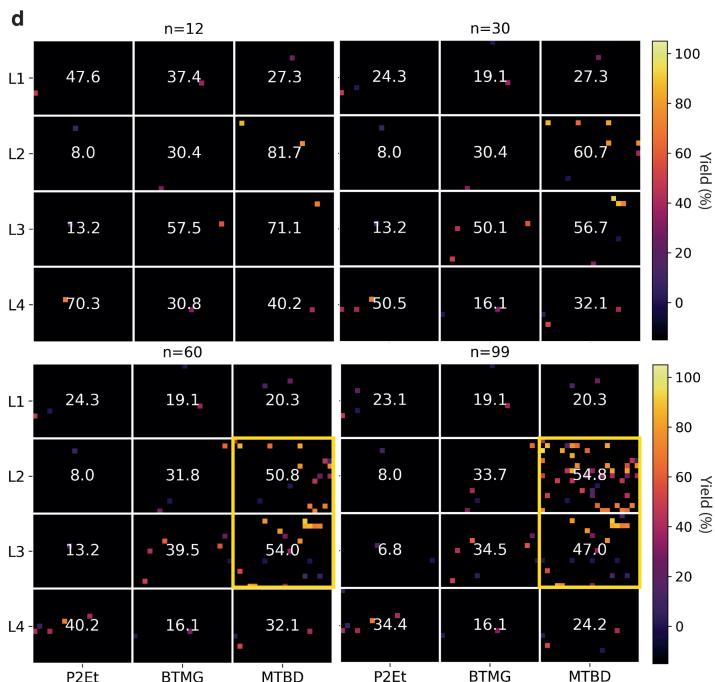 d
n=12 n=30
L1 47.6 37.4 27.3 24.3 19.1 27.3
L2 8.0 30.4 81.7 8.0 30.4 60.7
L3 13.2 57.5 71.1 13.2 50.1 56.7
L4 70.3 30.8 40.2 50.5 16.1 32.1
100
80
60
40
20
0
Yield (%)
n=60 n=99
L1 24.3 19.1 20.3 23.1 19.1 20.3
L2 8.0 31.8 50.8 8.0 33.7 54.8
L3 13.2 39.5 54.0 6.8 34.5 47.0
L4 40.2 16.1 32.1 34.4 16.1 24.2
100
80
60
40
20
0
Yield (%)
P2Et BTMG MTBD P2Et BTMG MTBD